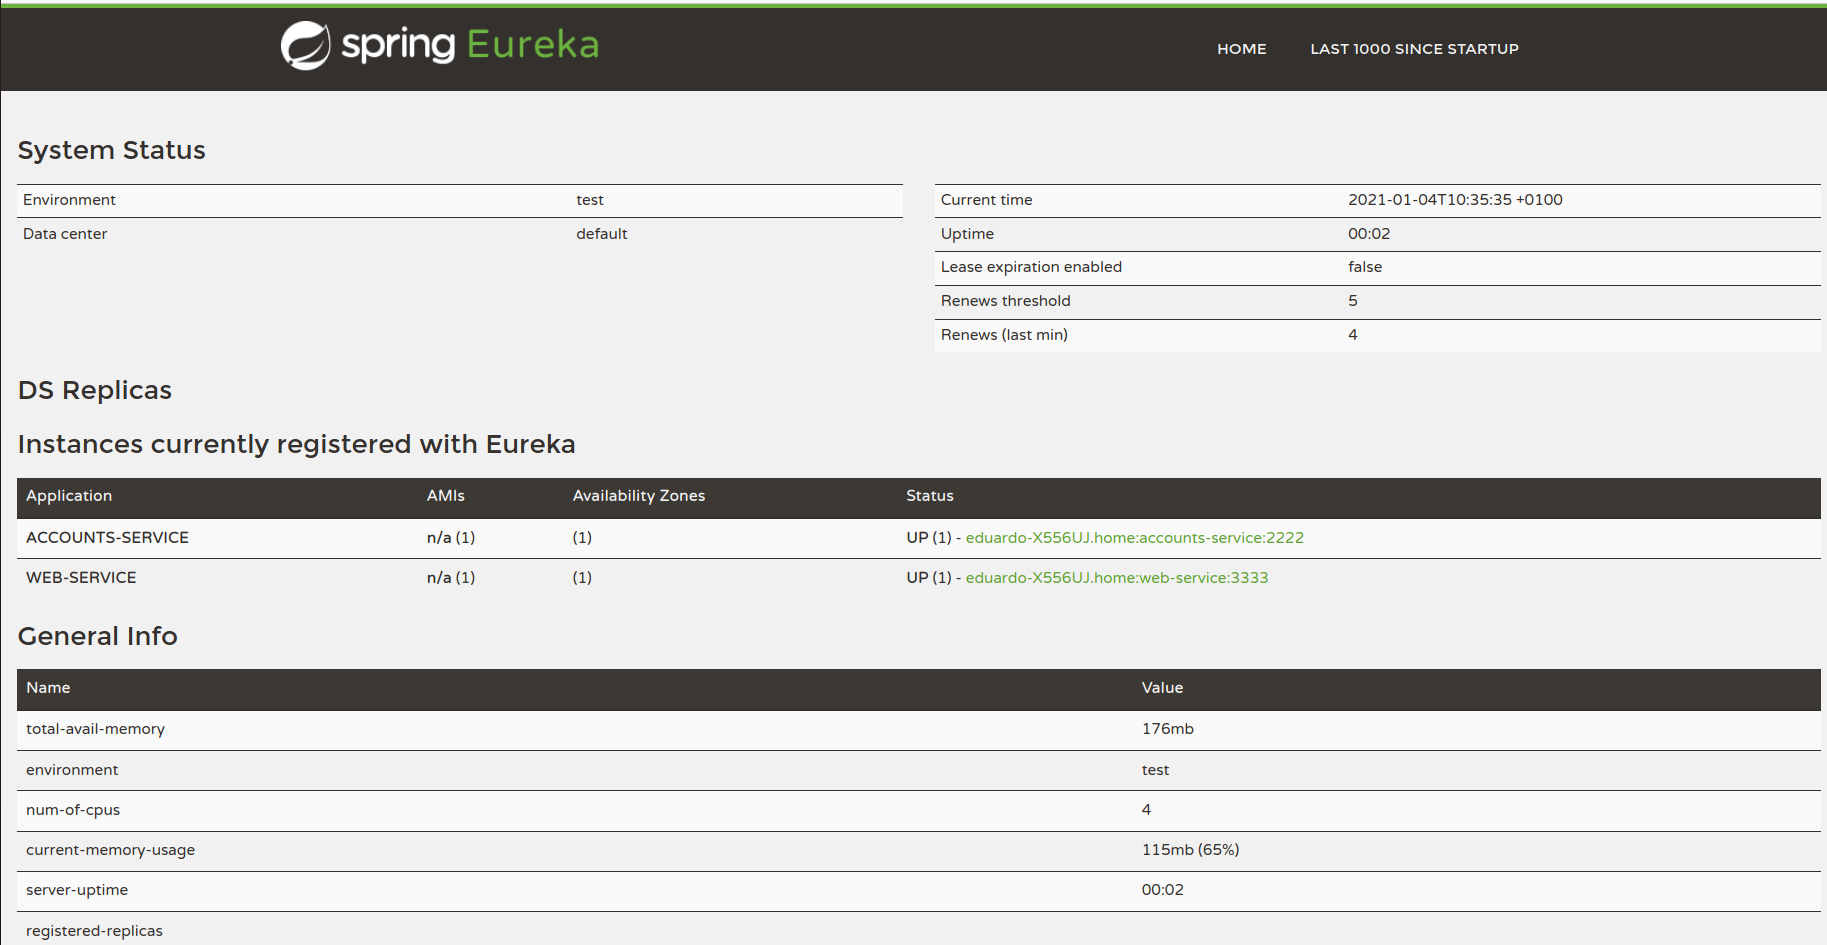 spring Eureka
HOME LAST 1000 SINCE STARTUP
System Status
Environment test
Data center default
Current time 2021-01-04T10:35:35 +0100
Uptime 00:02
Lease expiration enabled false
Renews threshold 5
Renews (last min) 4
DS Replicas
Instances currently registered with Eureka
Application AMIs Availability Zones Status
ACCOUNTS-SERVICE n/a (1) (1) UP (1) - eduardo-X556UJ.home:accounts-service:2222
WEB-SERVICE n/a (1) (1) UP (1) - eduardo-X556UJ.home:web-service:3333
General Info
Name Value
total-avail-memory 176mb
environment test
num-of-cpus 4
current-memory-usage 115mb (65%)
server-uptime 00:02
registered-replicas